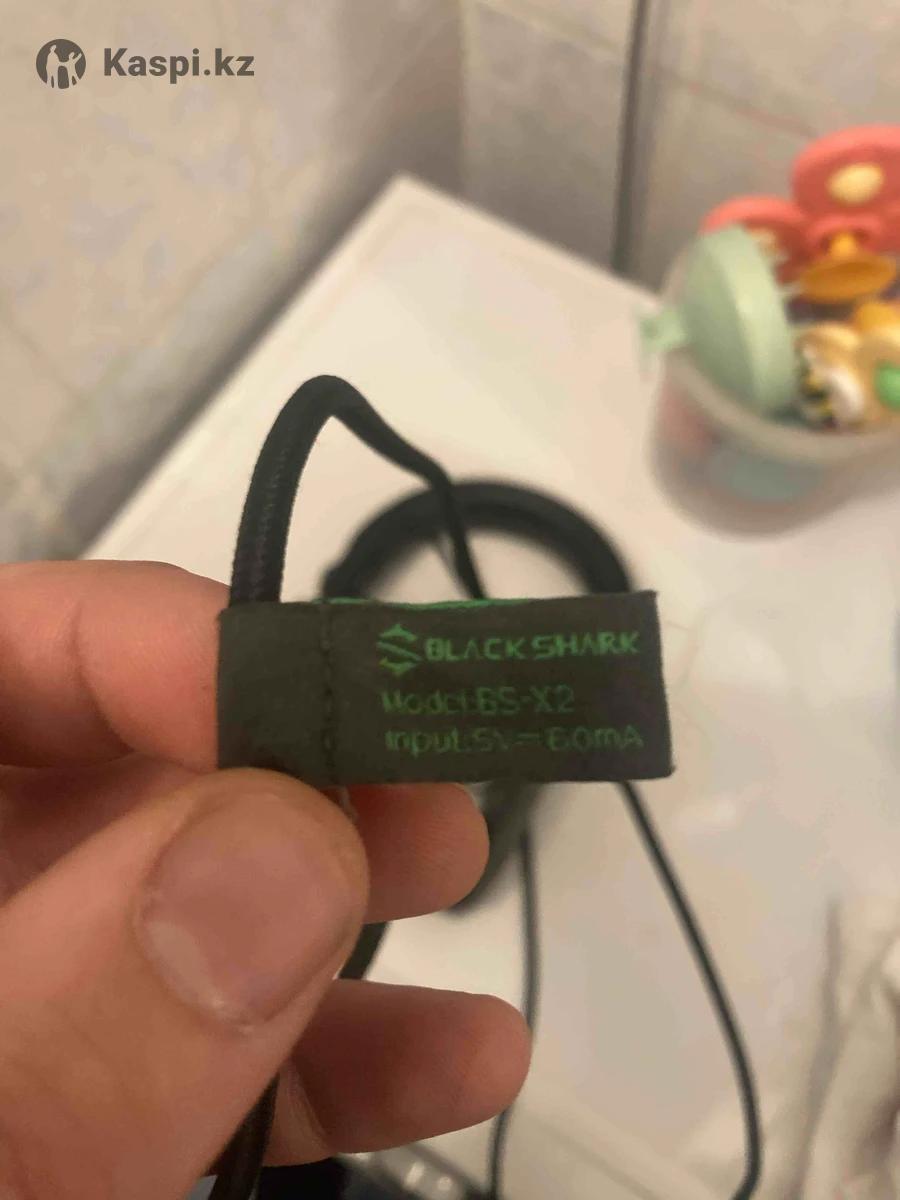 Kaspi.kz
BLACK SHARK
Model:BS-X2
Input:5V⎓60mA